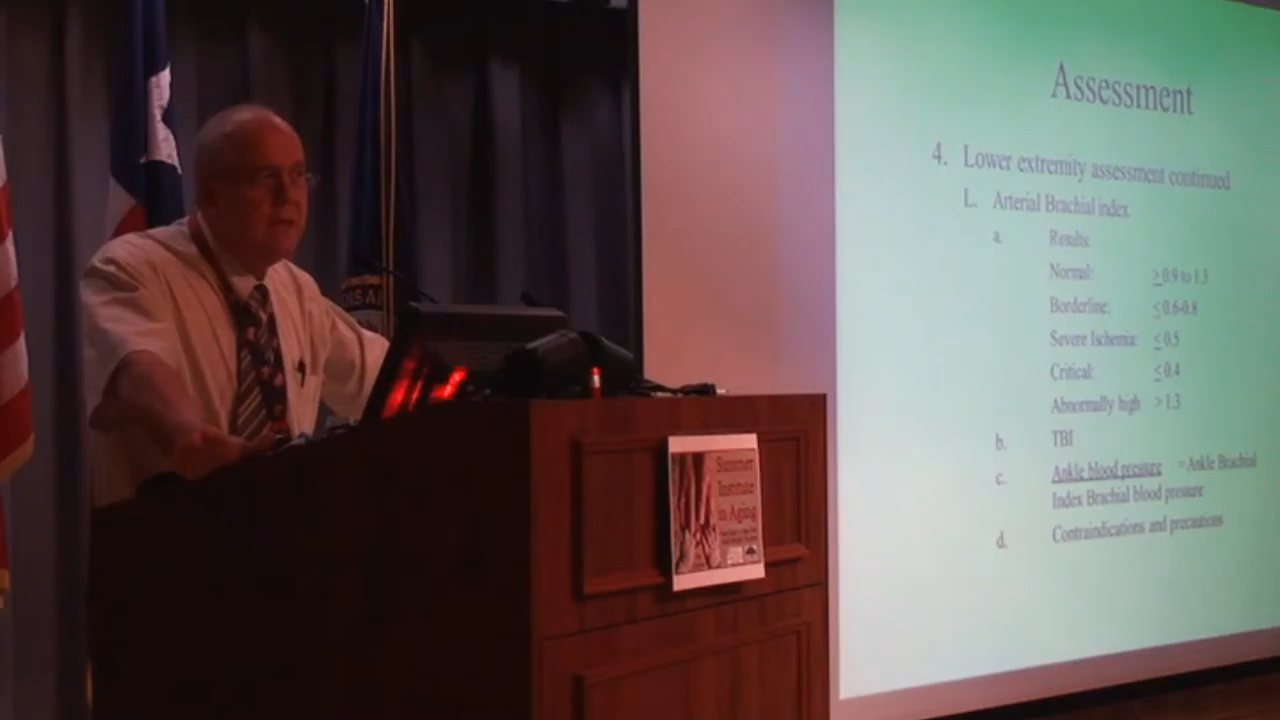 Assessment
4. Lower extremity assessment continued
L. Arterial Brachial index
a. Results:
Normal: ≥ 0.9 to 1.3
Borderline: ≤ 0.6-0.8
Severe Ischemia: ≤ 0.5
Critical: ≤ 0.4
Abnormally high > 1.3
b. TBI
c. Ankle blood pressure = Ankle Brachial
Index Brachial blood pressure
d. Contraindications and precautions
Summer
Institute
in Aging